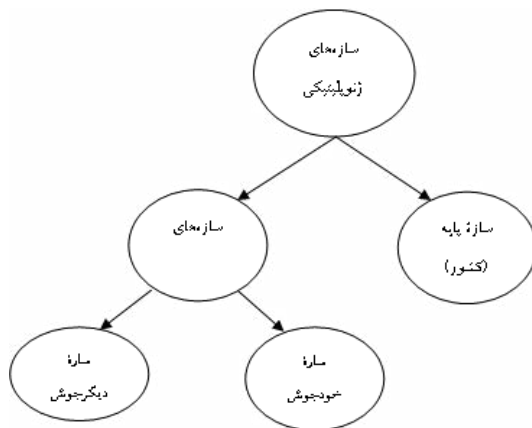 سازه‌های
ژئوپلیتیکی
سازه‌های
سازهٔ پایه
(کشور)
سازهٔ
دیگرجوش
سازهٔ
خودجوش